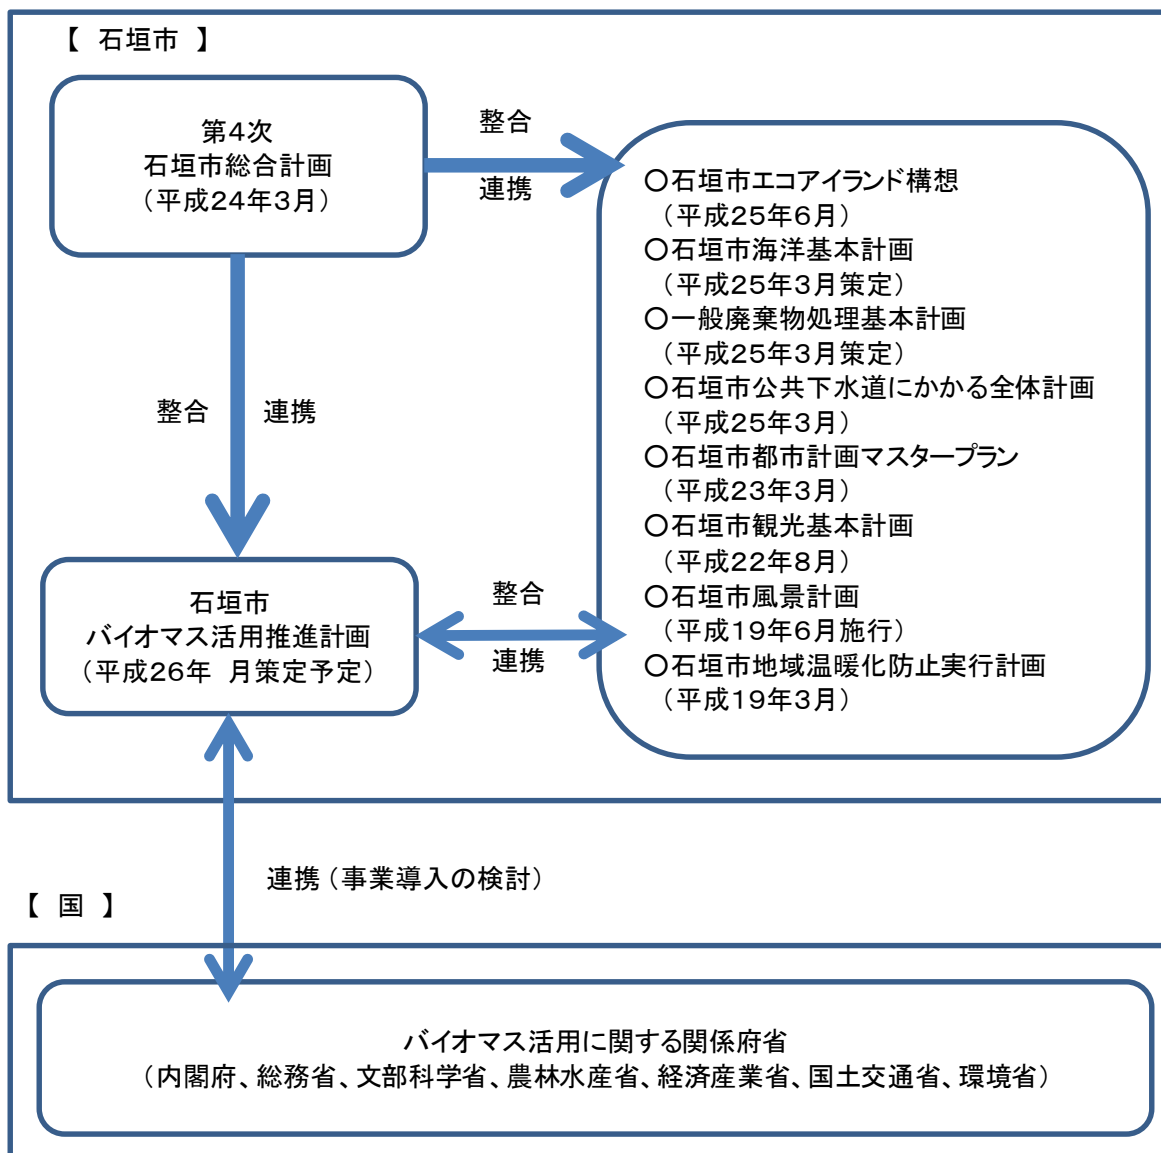 【 石垣市 】
第4次
石垣市総合計画
（平成24年3月）
整合
連携
○石垣市エコアイランド構想
（平成25年6月）
○石垣市海洋基本計画
（平成25年3月策定）
○一般廃棄物処理基本計画
（平成25年3月策定）
○石垣市公共下水道にかかる全体計画
（平成25年3月）
○石垣市都市計画マスタープラン
（平成23年3月）
○石垣市観光基本計画
（平成22年8月）
○石垣市風景計画
（平成19年6月施行）
○石垣市地域温暖化防止実行計画
（平成19年3月）
整合 連携
石垣市
バイオマス活用推進計画
（平成26年 月策定予定）
整合
連携
連携（事業導入の検討）
【 国 】
バイオマス活用に関する関係府省
（内閣府、総務省、文部科学省、農林水産省、経済産業省、国土交通省、環境省）